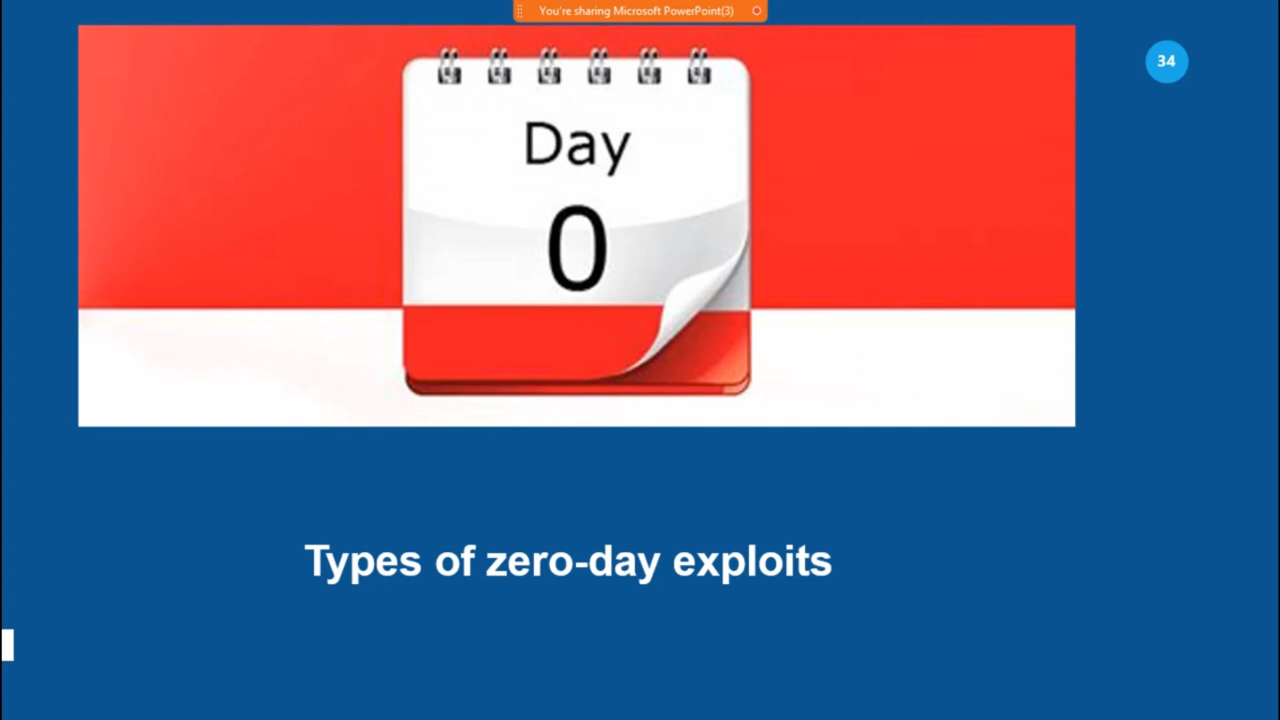 You're sharing Microsoft PowerPoint(3)
34
Day
0
Types of zero-day exploits